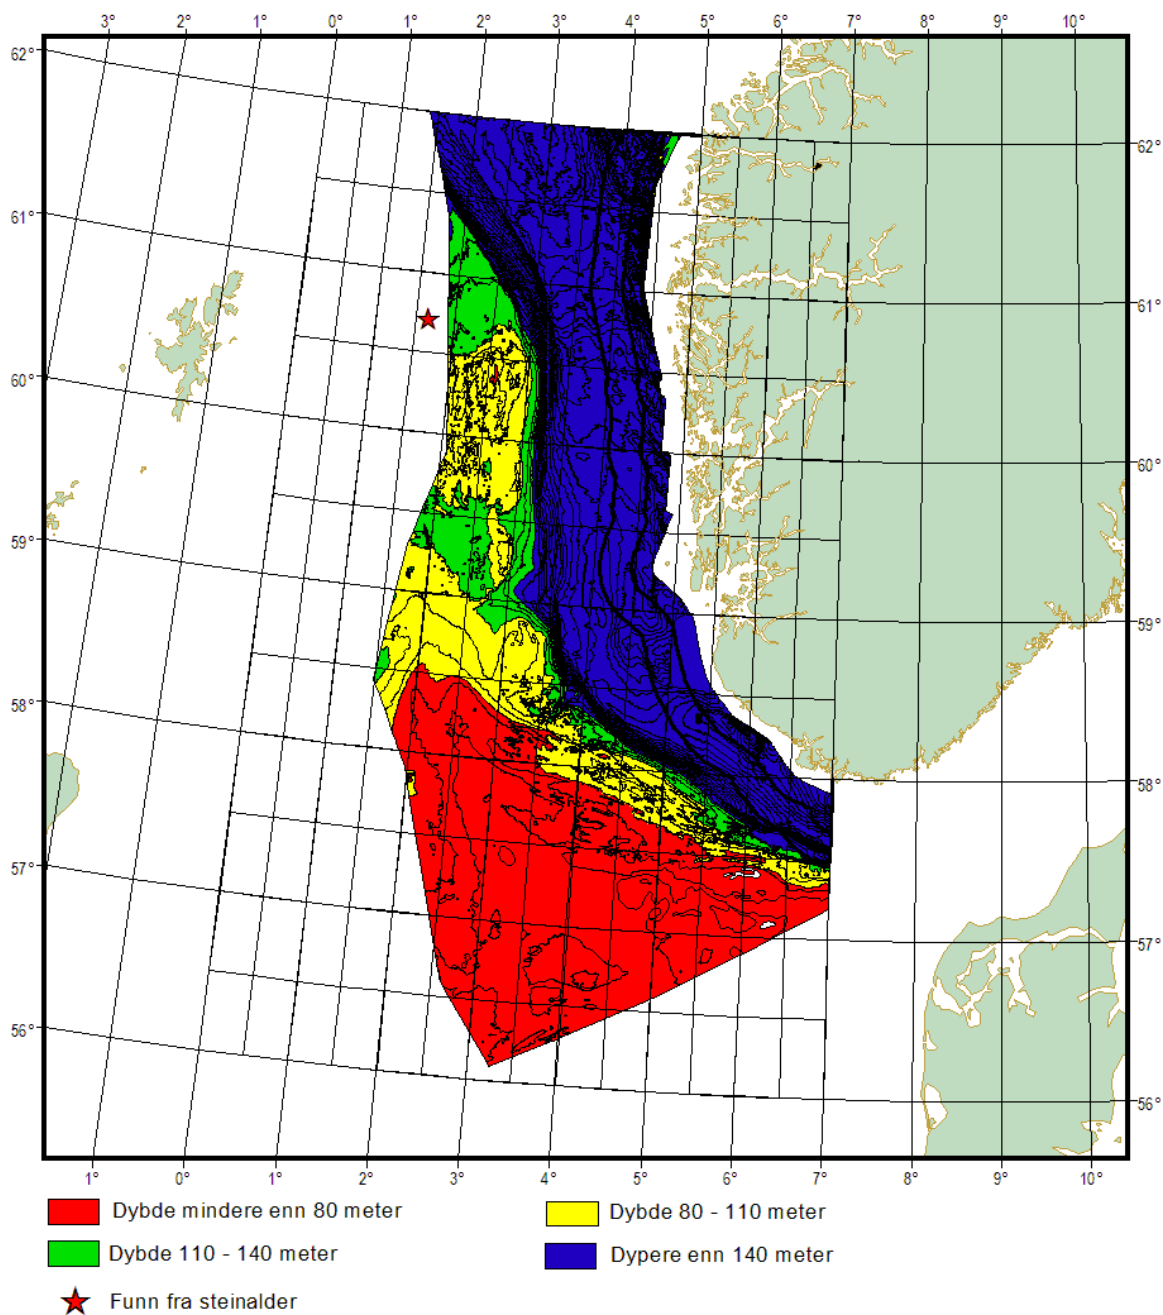 3° 2° 1° 0° 1° 2° 3° 4° 5° 6° 7° 8° 9° 10°
62°
62°
61°
61°
60°
60°
59°
59°
58°
58°
57°
57°
56°
56°
1° 0° 1° 2° 3° 4° 5° 6° 7° 8° 9° 10°
Dybde mindere enn 80 meter
Dybde 80 - 110 meter
Dybde 110 - 140 meter
Dypere enn 140 meter
Funn fra steinalder